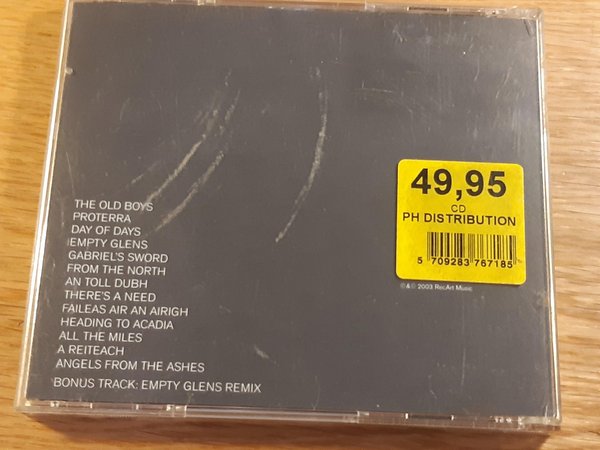 THE OLD BOYS
PROTERRA
DAY OF DAYS
EMPTY GLENS
GABRIEL'S SWORD
FROM THE NORTH
AN TOLL DUBH
THERE'S A NEED
FAILEAS AIR AN AIRIGH
HEADING TO ACADIA
ALL THE MILES
A REITEACH
ANGELS FROM THE ASHES
BONUS TRACK: EMPTY GLENS REMIX
49,95
CD
PH DISTRIBUTION
5 709283 767185
℗&© 2003 RecArt Music